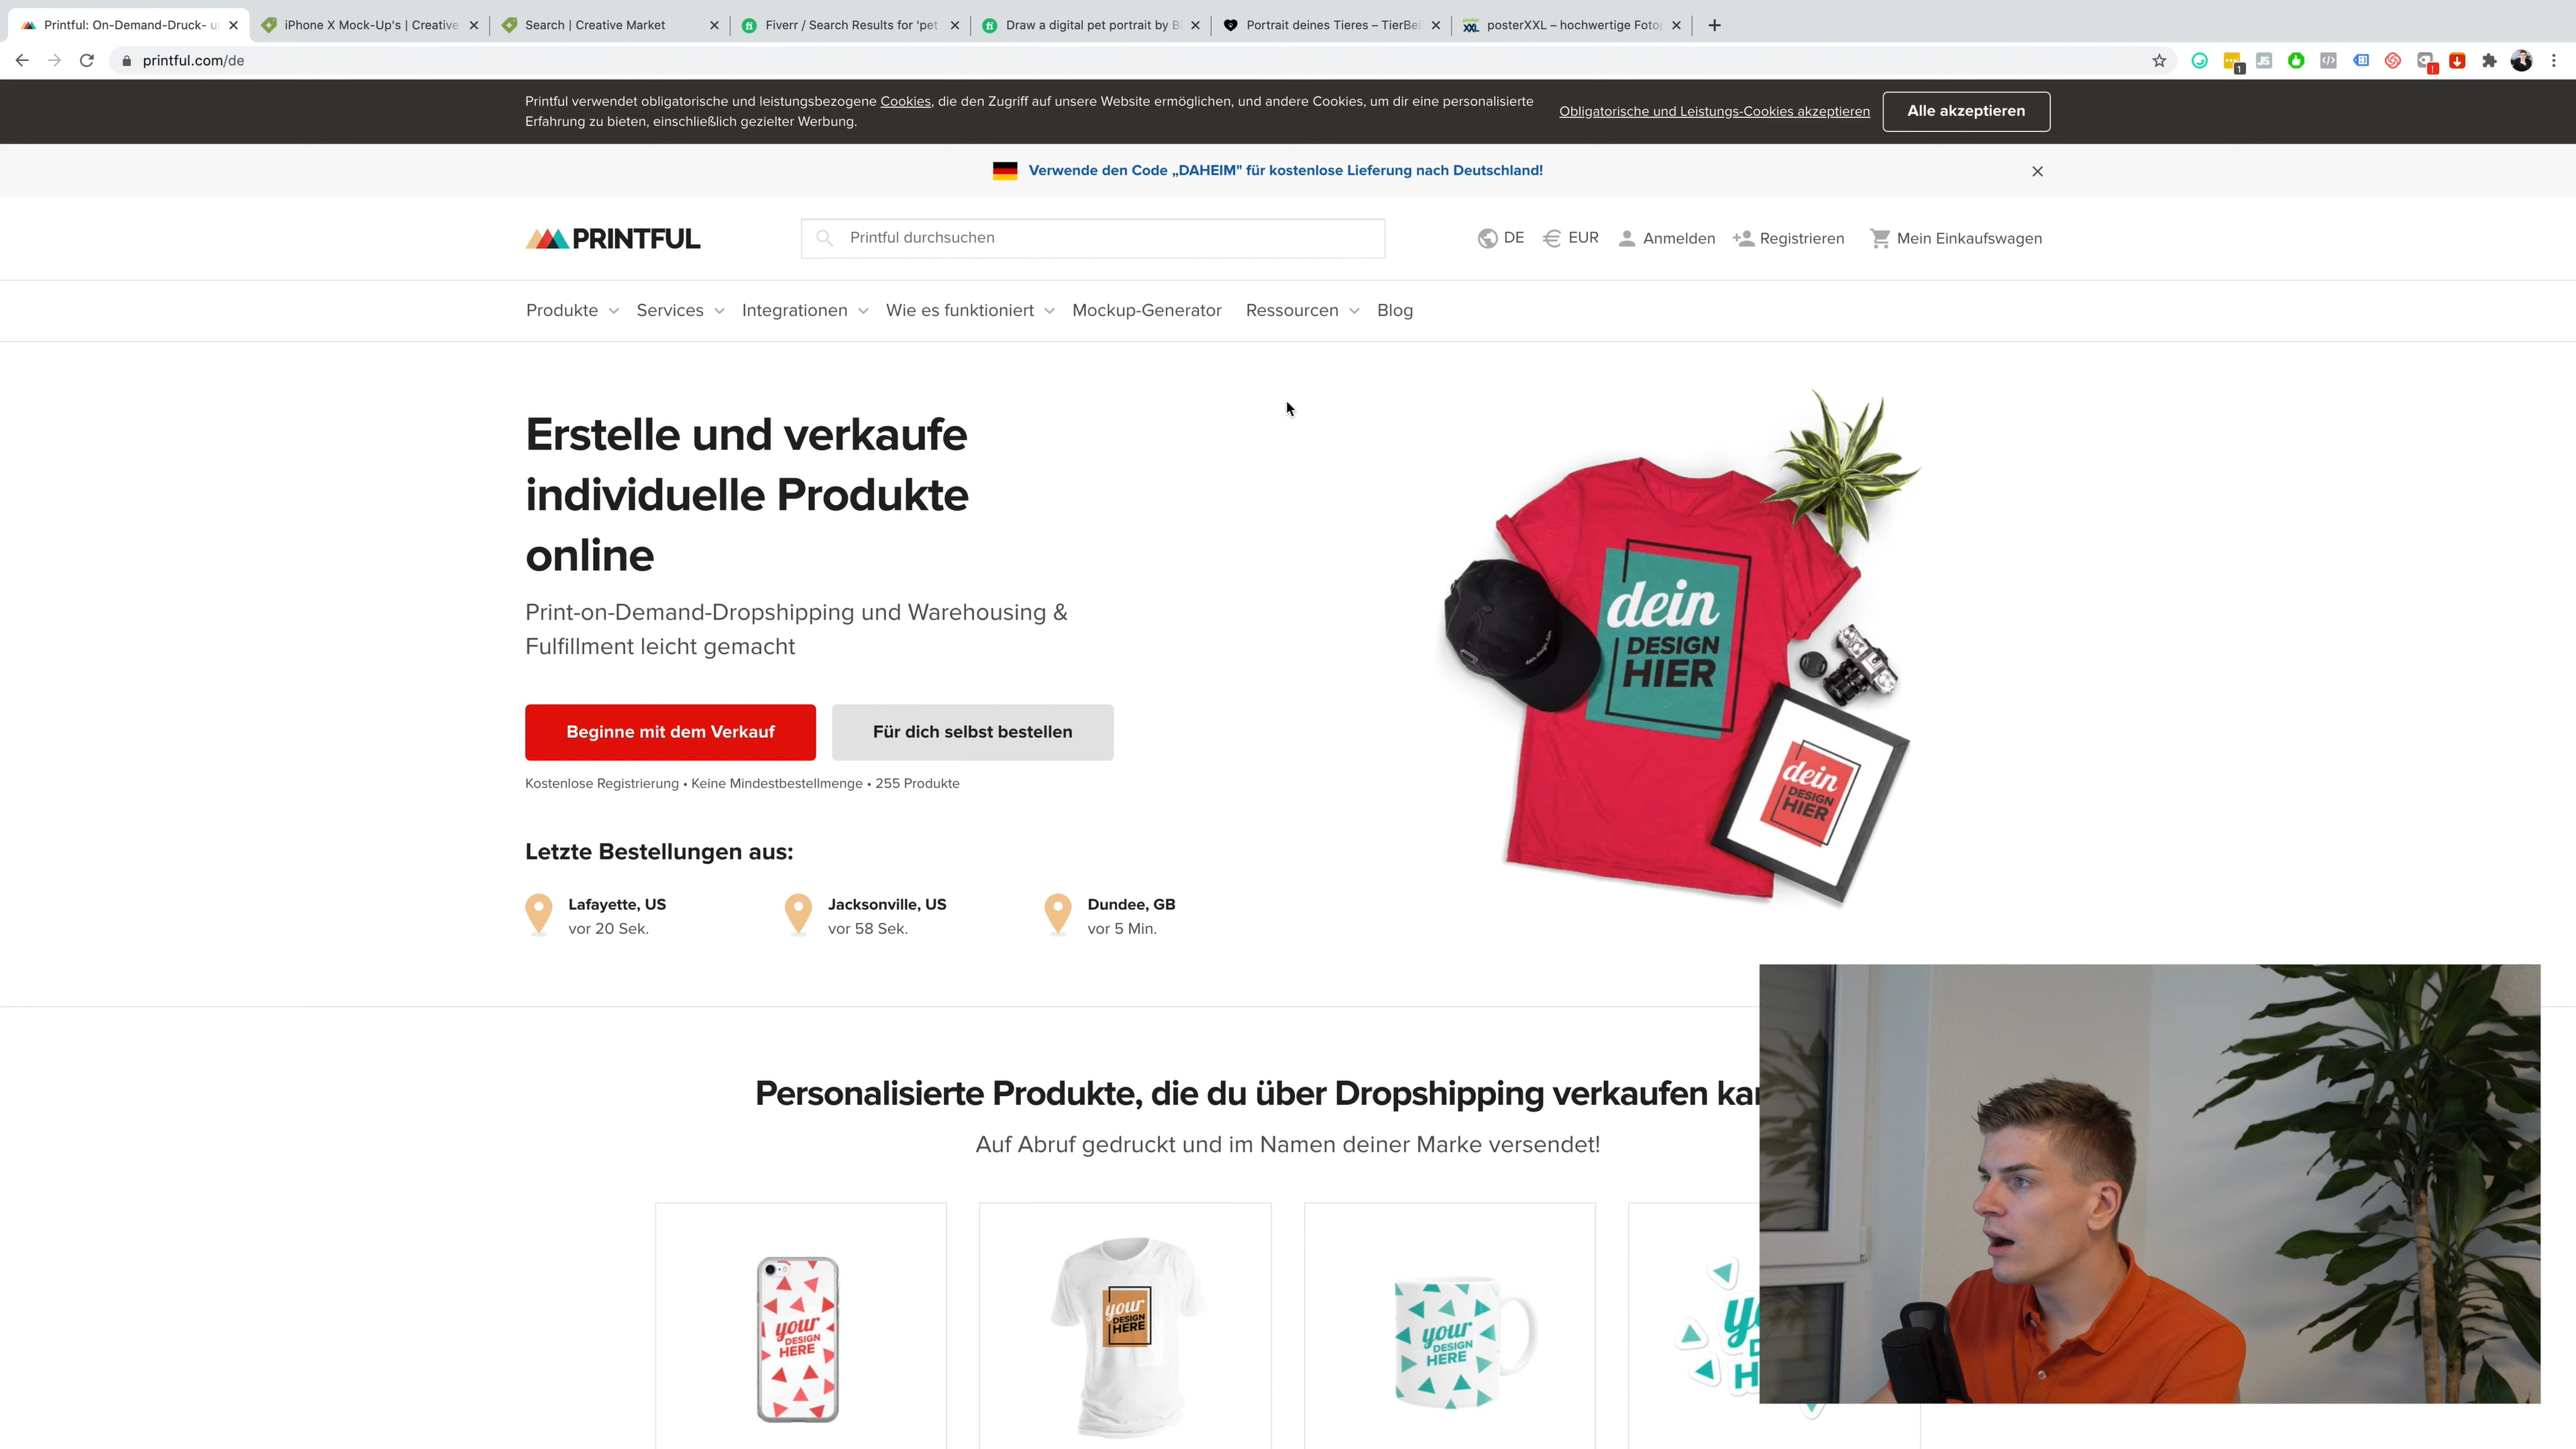 Printful: On-Demand-Druck- u
iPhone X Mock-Up's | Creative
Search | Creative Market
Fiverr / Search Results for 'pet
Draw a digital pet portrait by B
Portrait deines Tieres – TierBe
posterXXL – hochwertige Foto
printful.com/de
Printful verwendet obligatorische und leistungsbezogene Cookies, die den Zugriff auf unsere Website ermöglichen, und andere Cookies, um dir eine personalisierte
Erfahrung zu bieten, einschließlich gezielter Werbung.
Obligatorische und Leistungs-Cookies akzeptieren
Alle akzeptieren
Verwende den Code „DAHEIM" für kostenlose Lieferung nach Deutschland!
PRINTFUL
Printful durchsuchen
DE
EUR
Anmelden
Registrieren
Mein Einkaufswagen
Produkte
Services
Integrationen
Wie es funktioniert
Mockup-Generator
Ressourcen
Blog
Erstelle und verkaufe
individuelle Produkte
online
Print-on-Demand-Dropshipping und Warehousing &
Fulfillment leicht gemacht
Beginne mit dem Verkauf
Für dich selbst bestellen
Kostenlose Registrierung • Keine Mindestbestellmenge • 255 Produkte
dein
DESIGN
HIER
dein
DESIGN
HIER
Letzte Bestellungen aus:
Lafayette, US
vor 20 Sek.
Jacksonville, US
vor 58 Sek.
Dundee, GB
vor 5 Min.
Personalisierte Produkte, die du über Dropshipping verkaufen ka
Auf Abruf gedruckt und im Namen deiner Marke versendet!
your
DESIGN
HERE
your
DESIGN
HERE
your
DESIGN
HERE